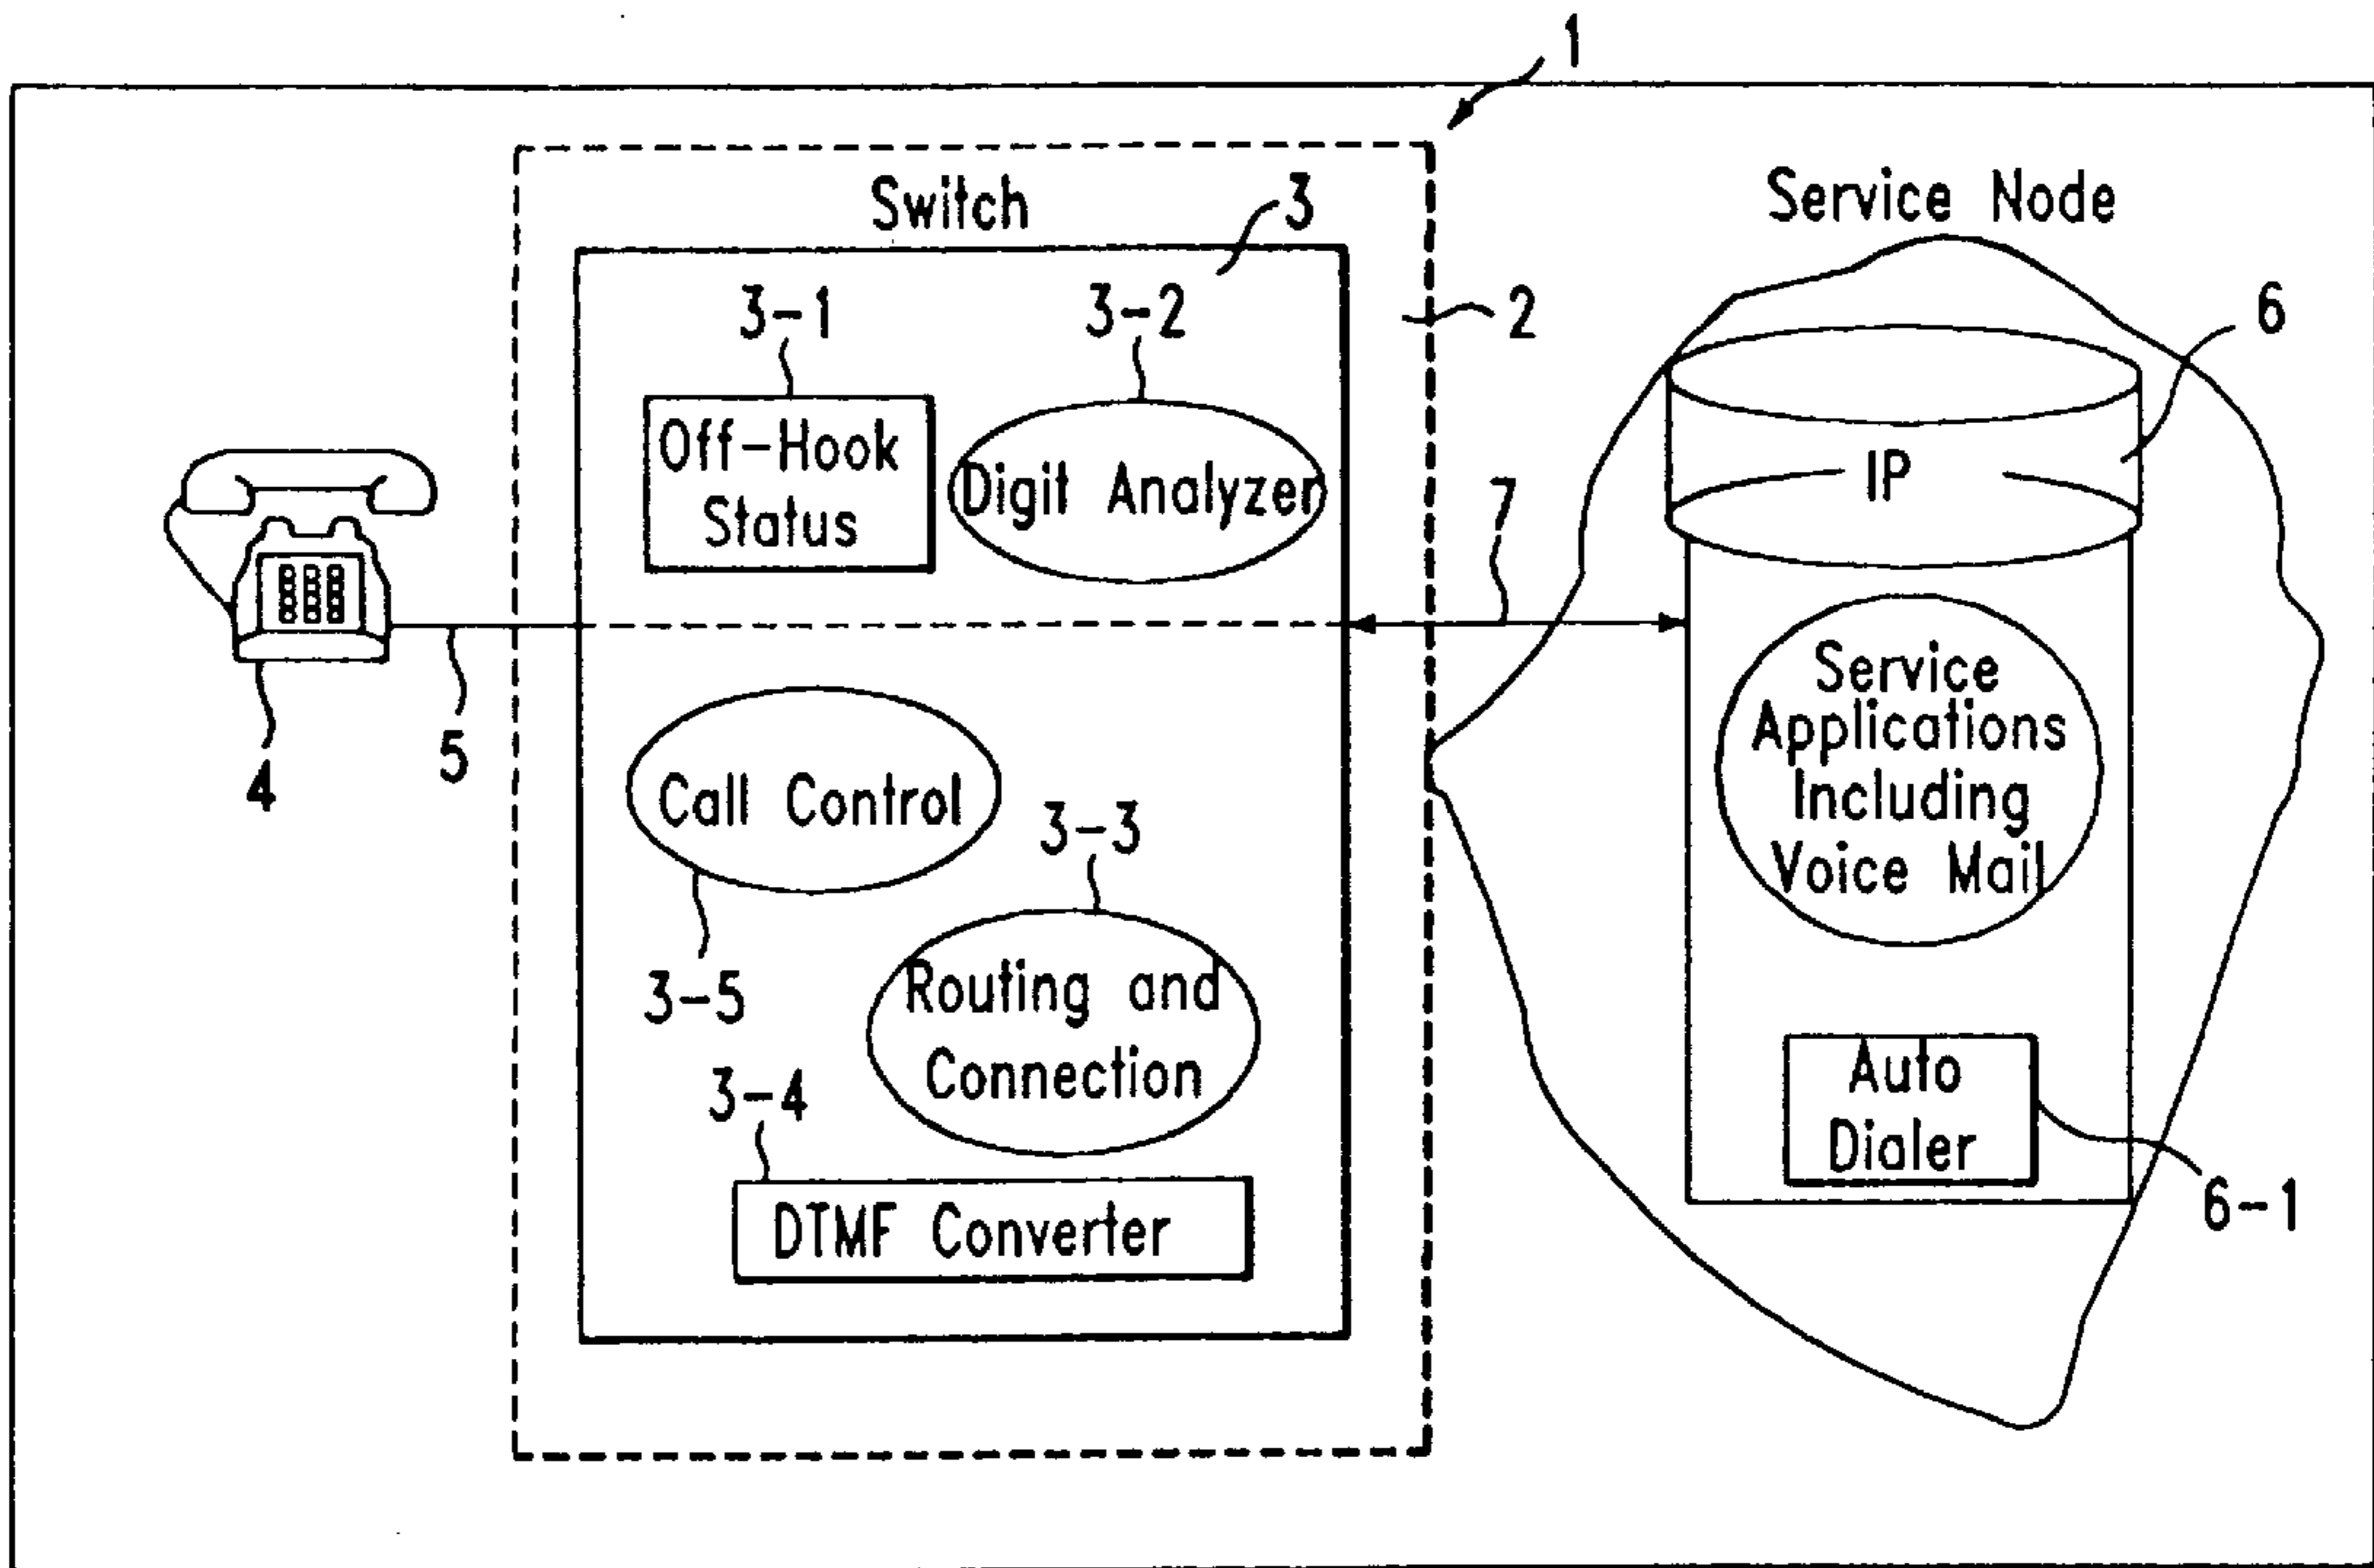 1
Switch
3
Service Node
3-1
3-2
2
6
Off-Hook
Status
Digit Analyzer
IP
7
4
5
Service
Applications
Including
Voice Mail
Call Control
3-3
3-5
Routing and
Connection
3-4
Auto
Dialer
6-1
DTMF Converter